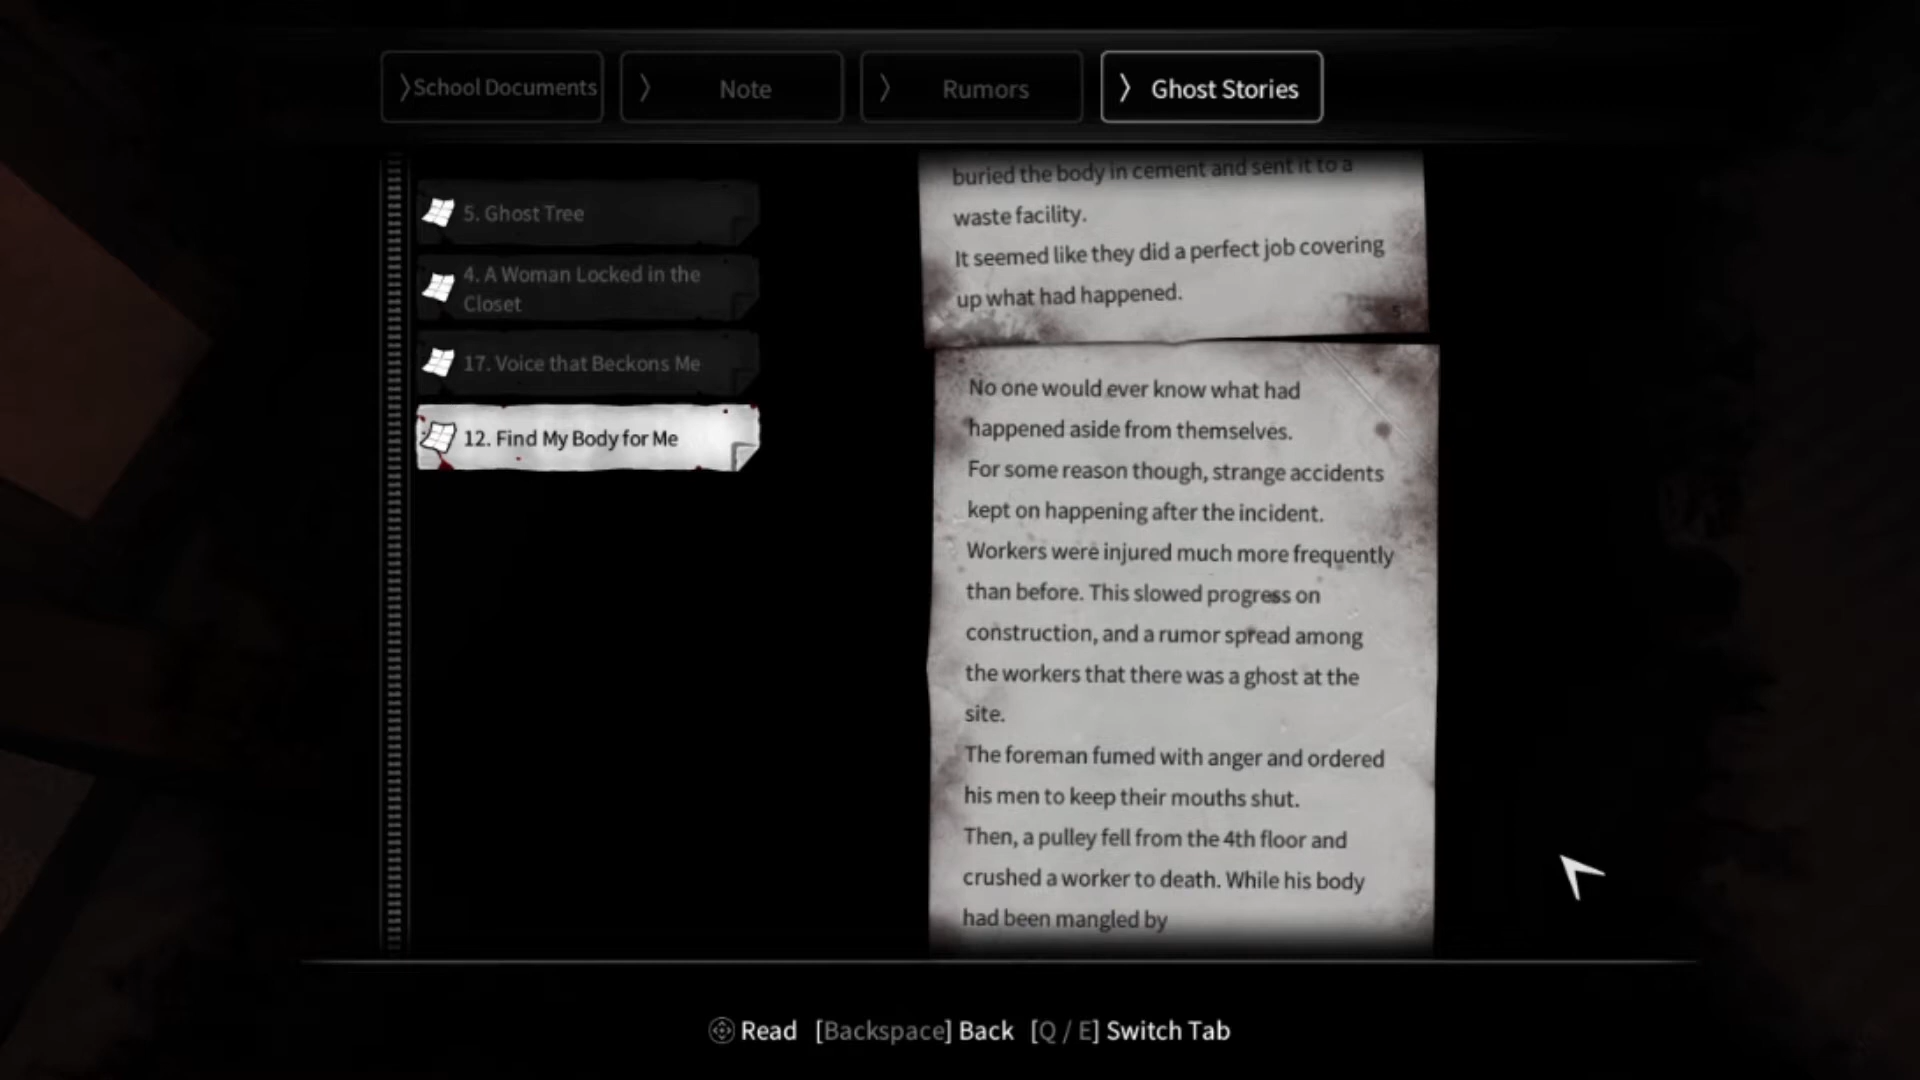 School Documents
Note
Rumors
Ghost Stories
5. Ghost Tree
4. A Woman Locked in the
Closet
17. Voice that Beckons Me
12. Find My Body for Me
buried the body in cement and sent it to a
waste facility.
It seemed like they did a perfect job covering
up what had happened.
5
No one would ever know what had
happened aside from themselves.
For some reason though, strange accidents
kept on happening after the incident.
Workers were injured much more frequently
than before. This slowed progress on
construction, and a rumor spread among
the workers that there was a ghost at the
site.
The foreman fumed with anger and ordered
his men to keep their mouths shut.
Then, a pulley fell from the 4th floor and
crushed a worker to death. While his body
had been mangled by
Read [Backspace] Back [Q / E] Switch Tab